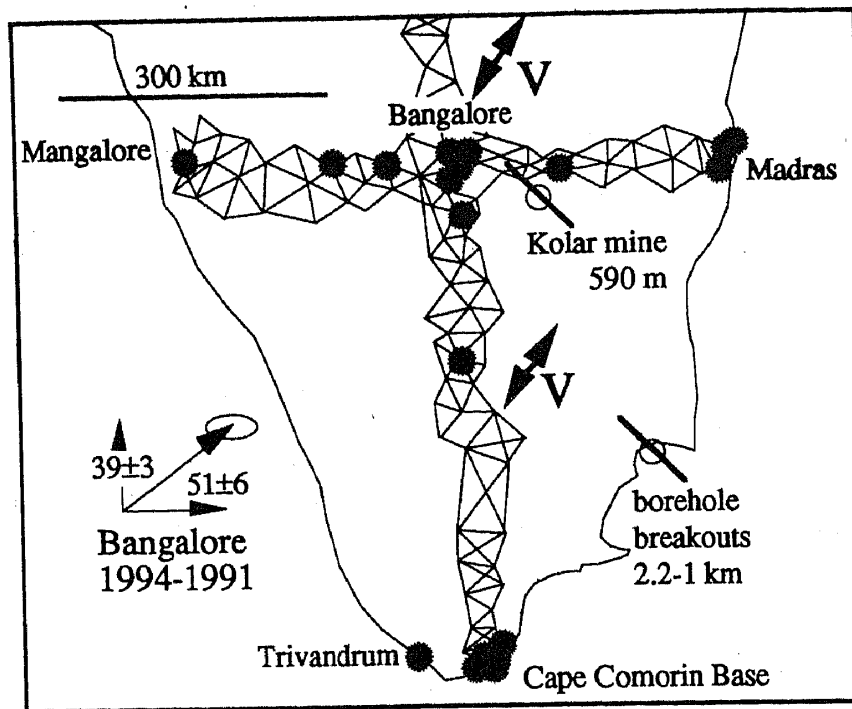 300 km
V
Bangalore
Mangalore
Madras
Kolar mine
590 m
V
39±3
51±6
Bangalore
1994-1991
borehole
breakouts
2.2-1 km
Trivandrum
Cape Comorin Base